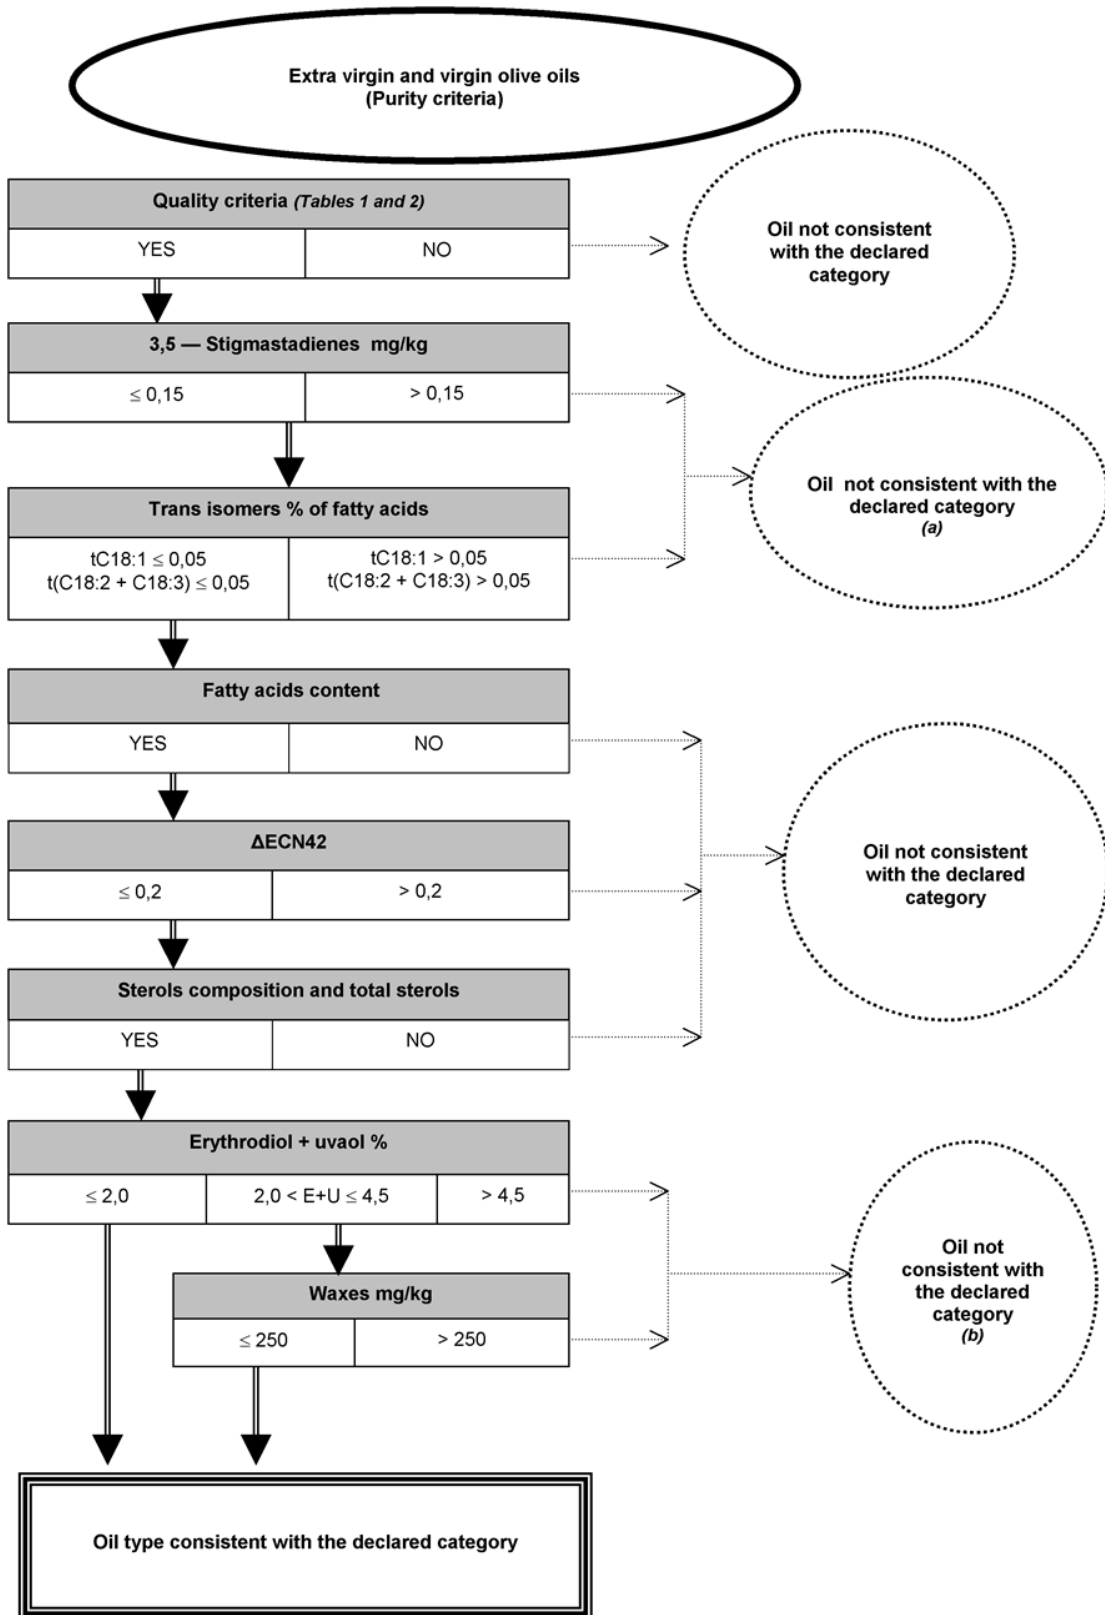 Extra virgin and virgin olive oils
(Purity criteria)
Quality criteria (Tables 1 and 2)
YES
NO
Oil not consistent
with the declared
category
3,5 — Stigmastadienes mg/kg
≤ 0,15
> 0,15
Trans isomers % of fatty acids
tC18:1 ≤ 0,05
t(C18:2 + C18:3) ≤ 0,05
tC18:1 > 0,05
t(C18:2 + C18:3) > 0,05
Oil not consistent with the
declared category
(a)
Fatty acids content
YES
NO
ΔECN42
≤ 0,2
> 0,2
Sterols composition and total sterols
YES
NO
Oil not consistent
with the declared
category
Erythrodiol + uvaol %
≤ 2,0
2,0 < E+U ≤ 4,5
> 4,5
Waxes mg/kg
≤ 250
> 250
Oil not
consistent with
the declared
category
(b)
Oil type consistent with the declared category